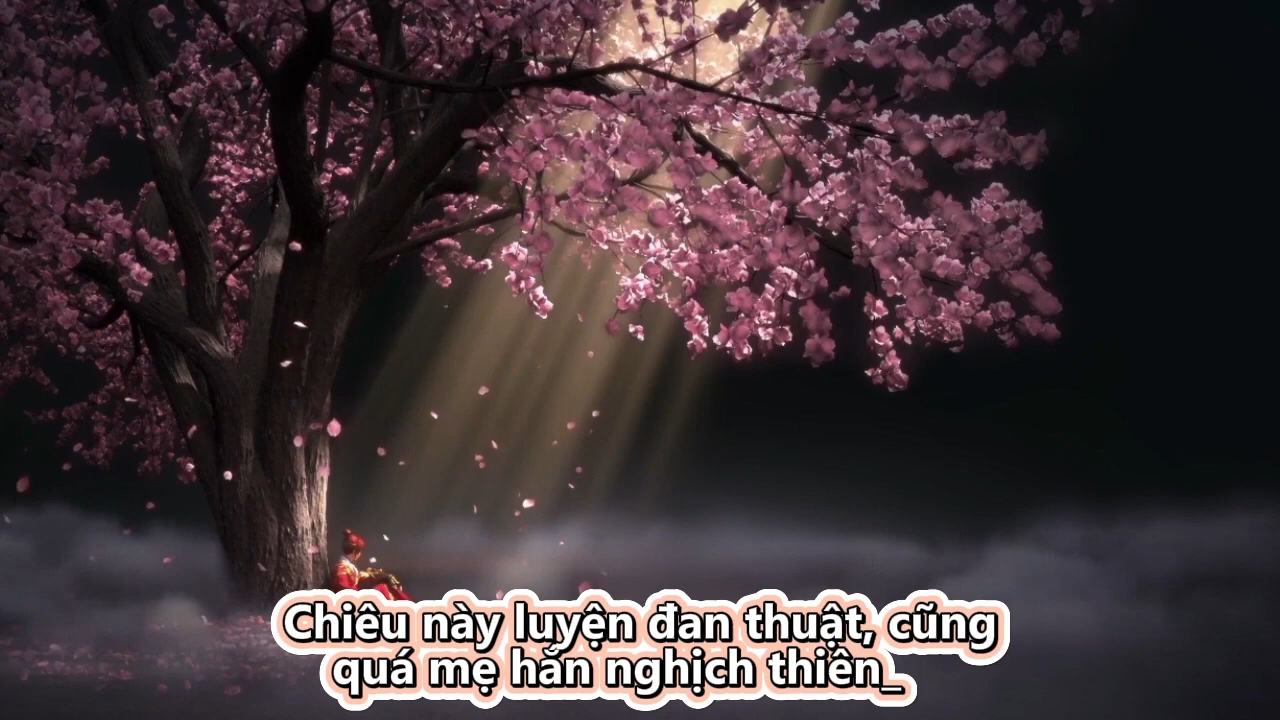 Chiêu này luyện đan thuật, cũng
quá mẹ hắn nghịch thiên_